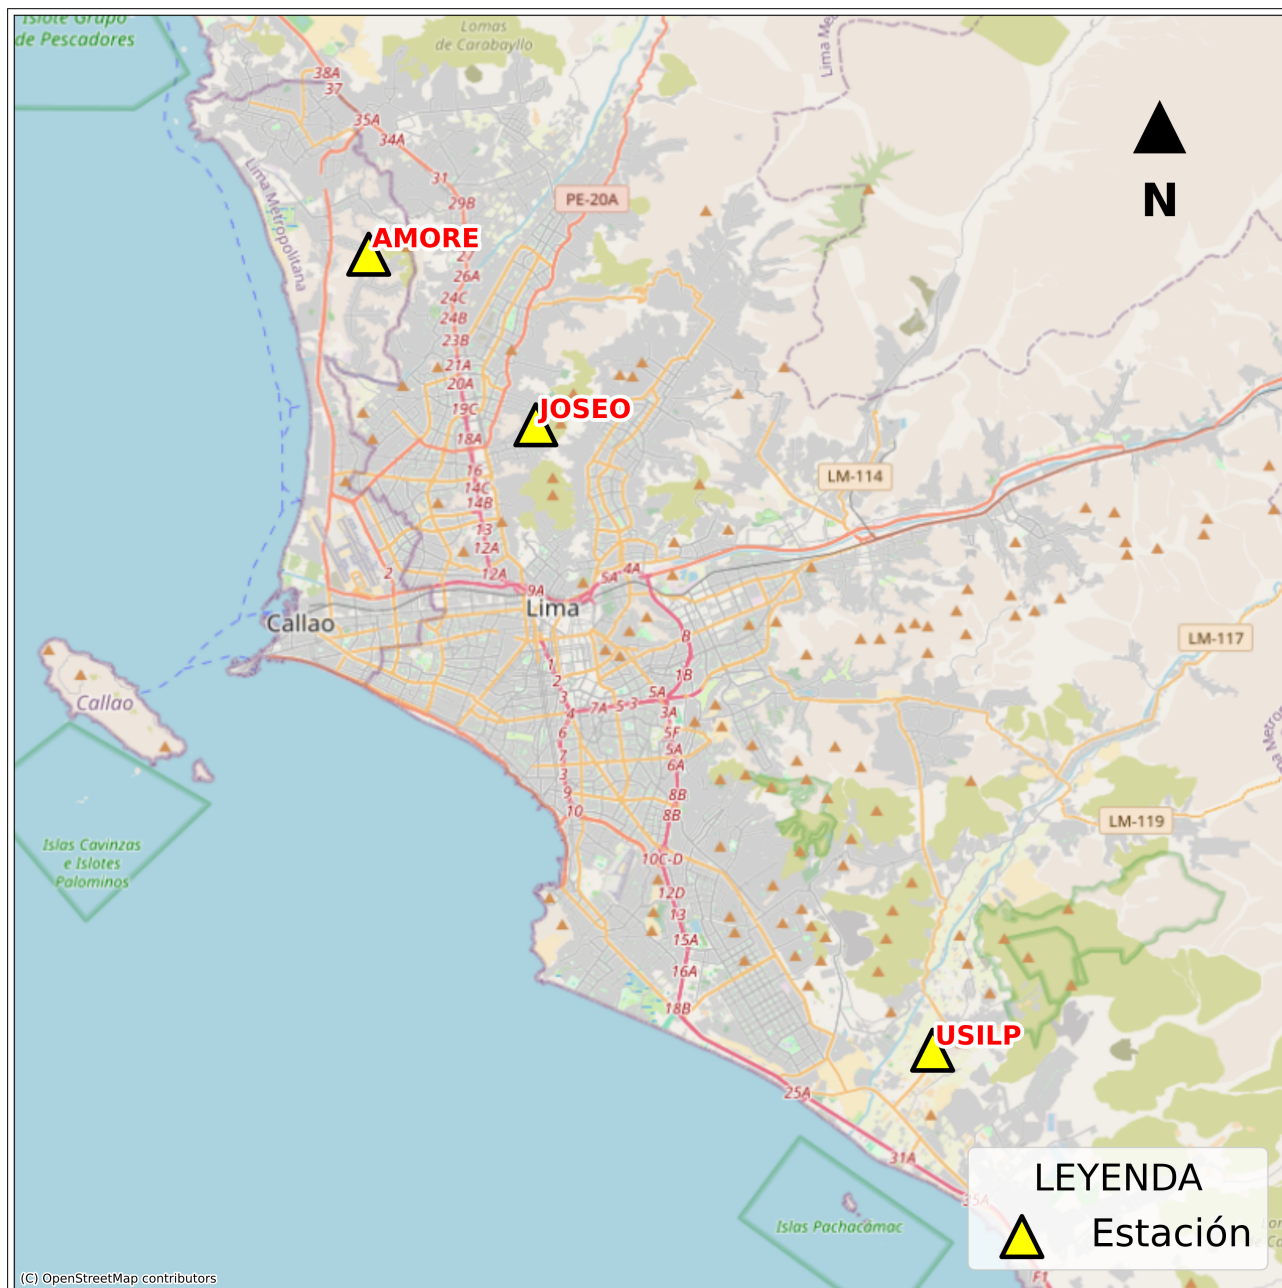 Islote Grupo
de Pescadores
Lomas
de Carabayllo
38A
37
35A
34A
31
29B
PE-20A
Lima Metropolitana
N
AMORE
27
26A
24C
24B
23B
21A
20A
19C
JOSEO
18A
16
14C
14B
13
12A
LM-114
2
12A
9A
5A
4A
Lima
Callao
B
LM-117
1
1B
2
Callao
3
5A
7A
5
3
4
3A
6
5F
5A
7
6A
3
9
8B
10
8B
LM-119
Islas Cavinzas
e Islotes
Palominos
10C-D
12D
13
15A
16A
18B
USILP
25A
31A
35A
Islas Pachacámac
LEYENDA
Estación
F1
(C) OpenStreetMap contributors